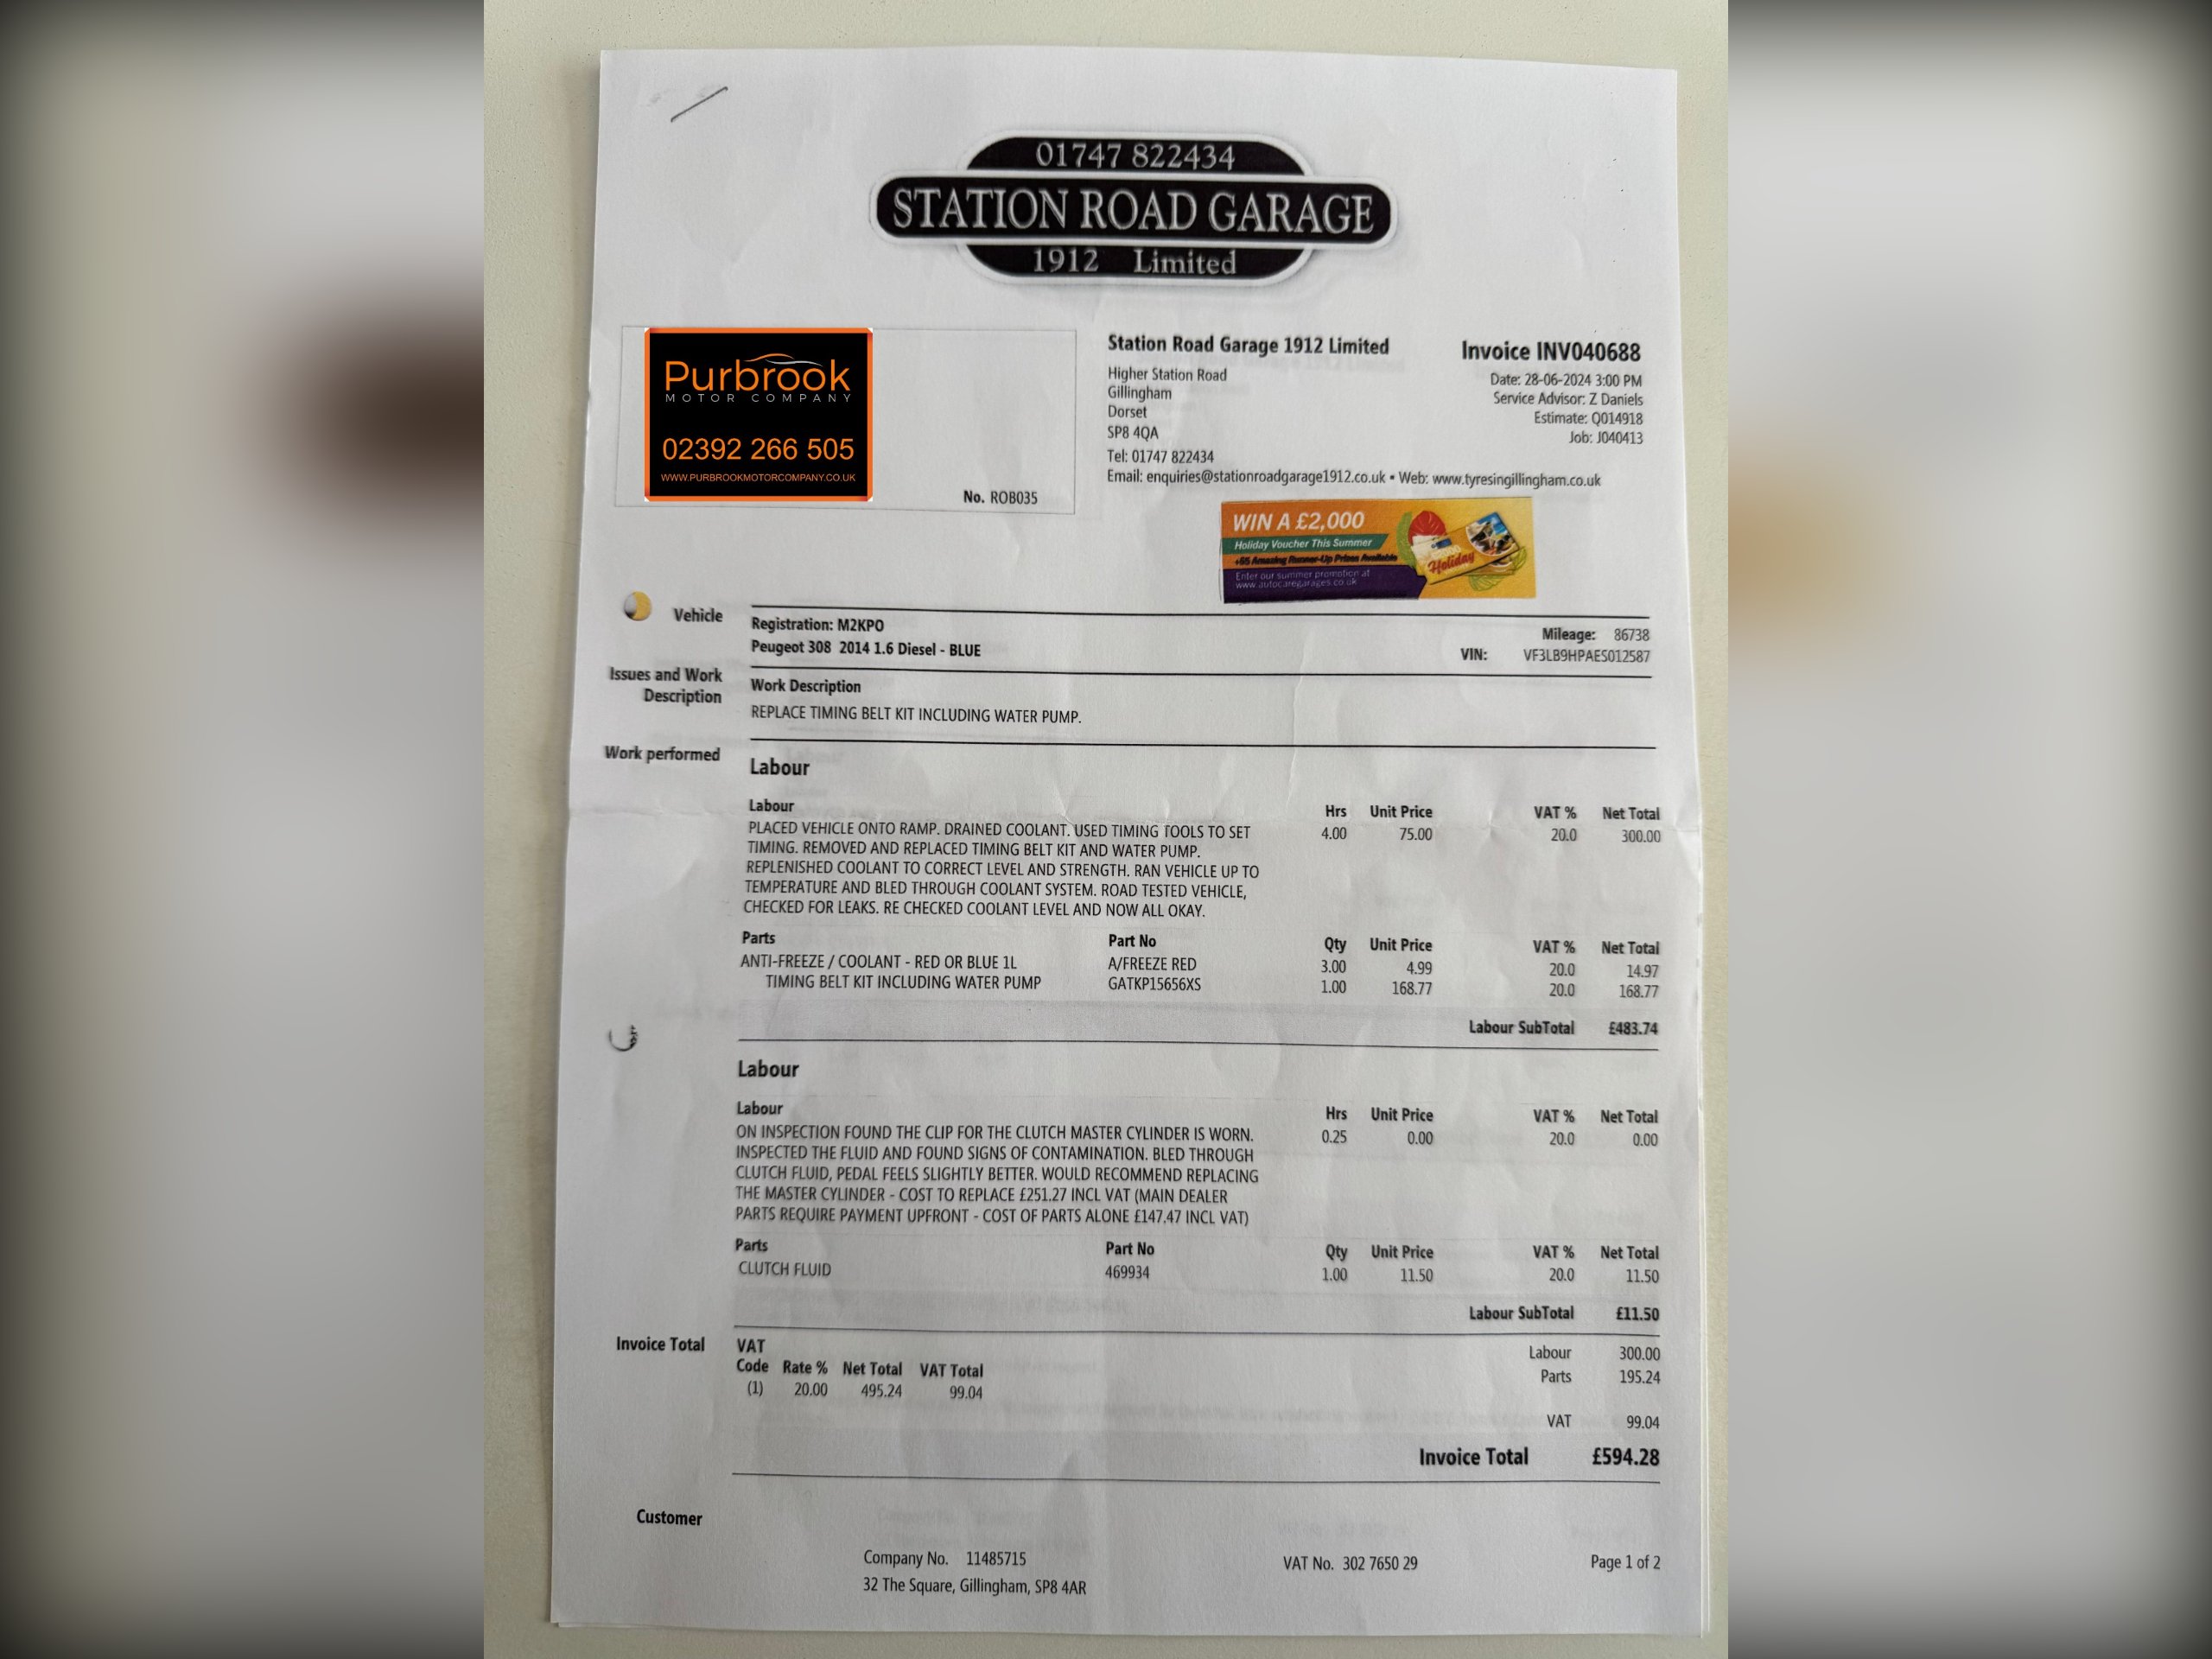 01747 822434
STATION ROAD GARAGE
1912 Limited
Purbrook
MOTOR COMPANY
02392 266 505
WWW.PURBROOKMOTORCOMPANY.CO.UK
No. ROB035
Station Road Garage 1912 Limited
Higher Station Road
Gillingham
Dorset
SP8 4QA
Tel: 01747 822434
Email: enquiries@stationroadgarage1912.co.uk • Web: www.tyresingillingham.co.uk
Invoice INV040688
Date: 28-06-2024 3:00 PM
Service Advisor: Z Daniels
Estimate: Q014918
Job: J040413
WIN A £2,000
Holiday Voucher This Summer
+65 Amazing Runner-Up Prizes Available
Enter our summer promotion at
www.autocaregarages.co.uk
Holiday
Vehicle
Registration: M2KPO
Peugeot 308 2014 1.6 Diesel - BLUE
Mileage: 86738
VIN: VF3LB9HPAES012587
Issues and Work
Description
Work Description
REPLACE TIMING BELT KIT INCLUDING WATER PUMP.
Work performed
Labour
Labour Hrs Unit Price VAT % Net Total
PLACED VEHICLE ONTO RAMP. DRAINED COOLANT. USED TIMING TOOLS TO SET 4.00 75.00 20.0 300.00
TIMING. REMOVED AND REPLACED TIMING BELT KIT AND WATER PUMP.
REPLENISHED COOLANT TO CORRECT LEVEL AND STRENGTH. RAN VEHICLE UP TO
TEMPERATURE AND BLED THROUGH COOLANT SYSTEM. ROAD TESTED VEHICLE,
CHECKED FOR LEAKS. RE CHECKED COOLANT LEVEL AND NOW ALL OKAY.
Parts Part No Qty Unit Price VAT % Net Total
ANTI-FREEZE / COOLANT - RED OR BLUE 1L A/FREEZE RED 3.00 4.99 20.0 14.97
TIMING BELT KIT INCLUDING WATER PUMP GATKP15656XS 1.00 168.77 20.0 168.77
Labour SubTotal £483.74
Labour
Labour Hrs Unit Price VAT % Net Total
ON INSPECTION FOUND THE CLIP FOR THE CLUTCH MASTER CYLINDER IS WORN. 0.25 0.00 20.0 0.00
INSPECTED THE FLUID AND FOUND SIGNS OF CONTAMINATION. BLED THROUGH
CLUTCH FLUID, PEDAL FEELS SLIGHTLY BETTER. WOULD RECOMMEND REPLACING
THE MASTER CYLINDER - COST TO REPLACE £251.27 INCL VAT (MAIN DEALER
PARTS REQUIRE PAYMENT UPFRONT - COST OF PARTS ALONE £147.47 INCL VAT)
Parts Part No Qty Unit Price VAT % Net Total
CLUTCH FLUID 469934 1.00 11.50 20.0 11.50
Labour SubTotal £11.50
Invoice Total
VAT
Code Rate % Net Total VAT Total
(1) 20.00 495.24 99.04
Labour 300.00
Parts 195.24
VAT 99.04
Invoice Total £594.28
Customer
Company No. 11485715
32 The Square, Gillingham, SP8 4AR
VAT No. 302 7650 29
Page 1 of 2